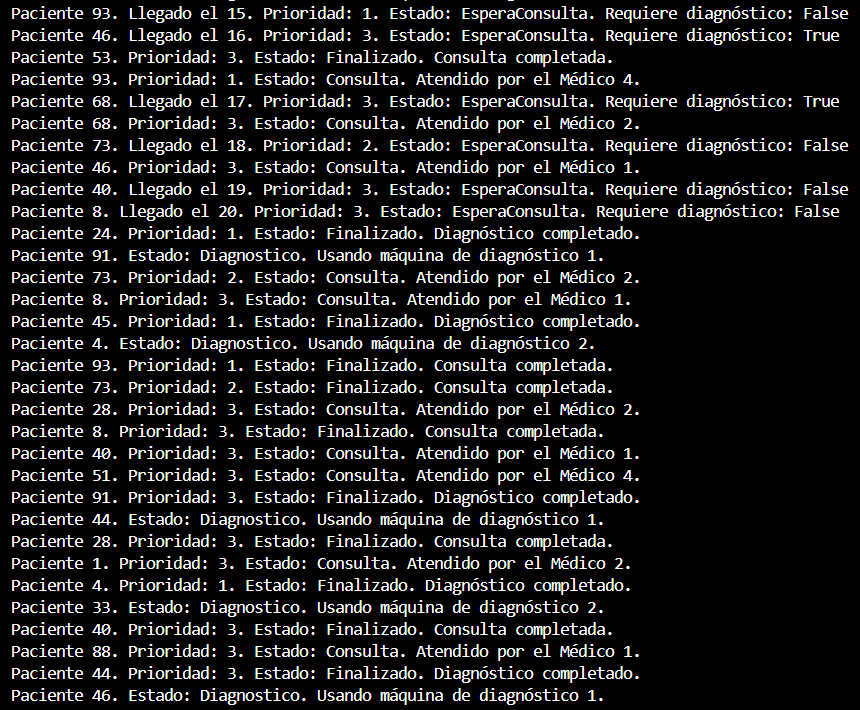 Paciente 93. Llegado el 15. Prioridad: 1. Estado: EsperaConsulta. Requiere diagnóstico: False
Paciente 46. Llegado el 16. Prioridad: 3. Estado: EsperaConsulta. Requiere diagnóstico: True
Paciente 53. Prioridad: 3. Estado: Finalizado. Consulta completada.
Paciente 93. Prioridad: 1. Estado: Consulta. Atendido por el Médico 4.
Paciente 68. Llegado el 17. Prioridad: 3. Estado: EsperaConsulta. Requiere diagnóstico: True
Paciente 68. Prioridad: 3. Estado: Consulta. Atendido por el Médico 2.
Paciente 73. Llegado el 18. Prioridad: 2. Estado: EsperaConsulta. Requiere diagnóstico: False
Paciente 46. Prioridad: 3. Estado: Consulta. Atendido por el Médico 1.
Paciente 40. Llegado el 19. Prioridad: 3. Estado: EsperaConsulta. Requiere diagnóstico: False
Paciente 8. Llegado el 20. Prioridad: 3. Estado: EsperaConsulta. Requiere diagnóstico: False
Paciente 24. Prioridad: 1. Estado: Finalizado. Diagnóstico completado.
Paciente 91. Estado: Diagnostico. Usando máquina de diagnóstico 1.
Paciente 73. Prioridad: 2. Estado: Consulta. Atendido por el Médico 2.
Paciente 8. Prioridad: 3. Estado: Consulta. Atendido por el Médico 1.
Paciente 45. Prioridad: 1. Estado: Finalizado. Diagnóstico completado.
Paciente 4. Estado: Diagnostico. Usando máquina de diagnóstico 2.
Paciente 93. Prioridad: 1. Estado: Finalizado. Consulta completada.
Paciente 73. Prioridad: 2. Estado: Finalizado. Consulta completada.
Paciente 28. Prioridad: 3. Estado: Consulta. Atendido por el Médico 2.
Paciente 8. Prioridad: 3. Estado: Finalizado. Consulta completada.
Paciente 40. Prioridad: 3. Estado: Consulta. Atendido por el Médico 1.
Paciente 51. Prioridad: 3. Estado: Consulta. Atendido por el Médico 4.
Paciente 91. Prioridad: 3. Estado: Finalizado. Diagnóstico completado.
Paciente 44. Estado: Diagnostico. Usando máquina de diagnóstico 1.
Paciente 28. Prioridad: 3. Estado: Finalizado. Consulta completada.
Paciente 1. Prioridad: 3. Estado: Consulta. Atendido por el Médico 2.
Paciente 4. Prioridad: 1. Estado: Finalizado. Diagnóstico completado.
Paciente 33. Estado: Diagnostico. Usando máquina de diagnóstico 2.
Paciente 40. Prioridad: 3. Estado: Finalizado. Consulta completada.
Paciente 88. Prioridad: 3. Estado: Consulta. Atendido por el Médico 1.
Paciente 44. Prioridad: 3. Estado: Finalizado. Diagnóstico completado.
Paciente 46. Estado: Diagnostico. Usando máquina de diagnóstico 1.